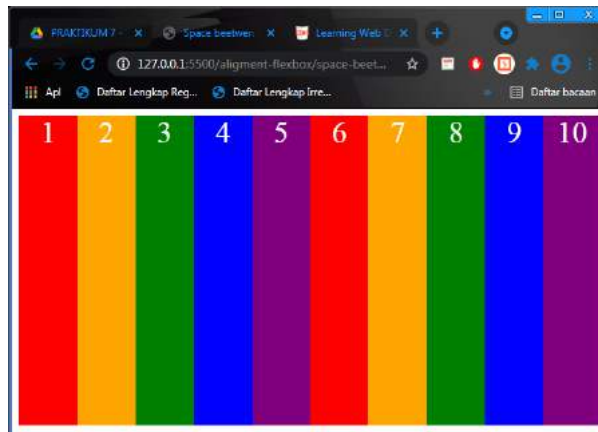 PRAKTIKUM 7 -
Space beetwen
Learning Web D
127.0.0.1:5500/aligment-flexbox/space-beet...
Apl
Daftar Lengkap Reg...
Daftar Lengkap Irre...
Daftar bacaan
1 2 3 4 5 6 7 8 9 10